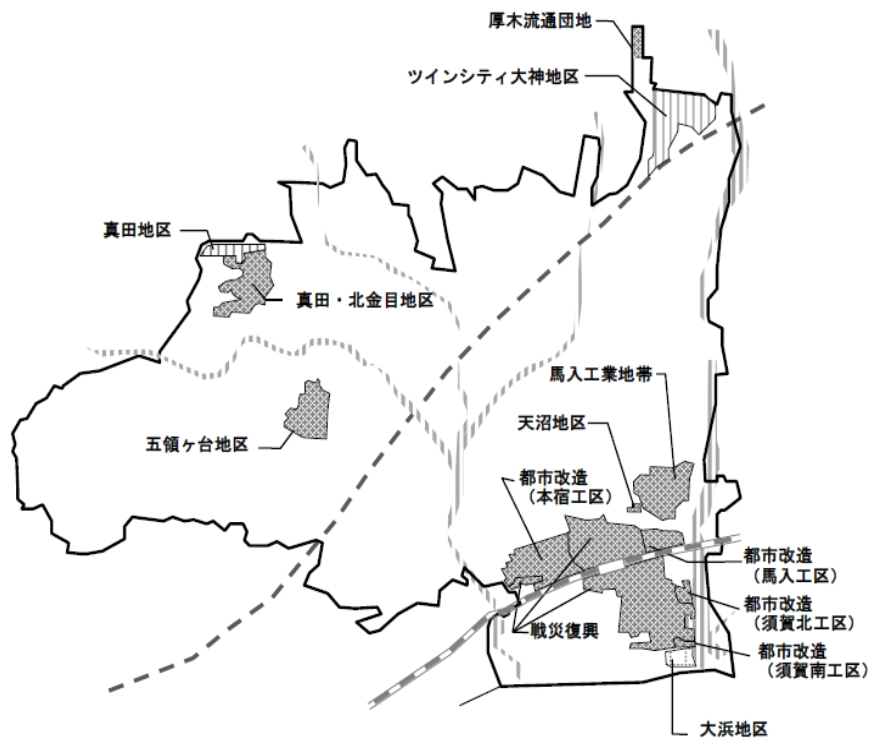 厚木流通団地
ツインシティ大神地区
真田地区
真田・北金目地区
馬入工業地帯
天沼地区
五領ヶ台地区
都市改造
(本宿工区)
都市改造
(馬入工区)
都市改造
(須賀北工区)
戦災復興
都市改造
(須賀南工区)
大浜地区